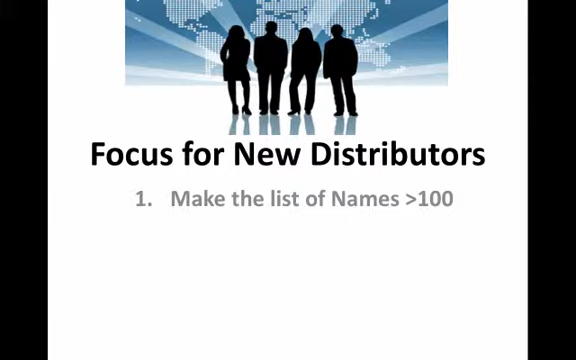 Focus for New Distributors
1. Make the list of Names >100